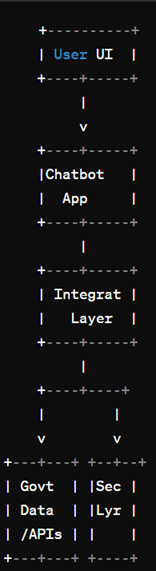 User UI
Chatbot
App
Integrat
Layer
Govt Sec
Data Lyr
/APIs